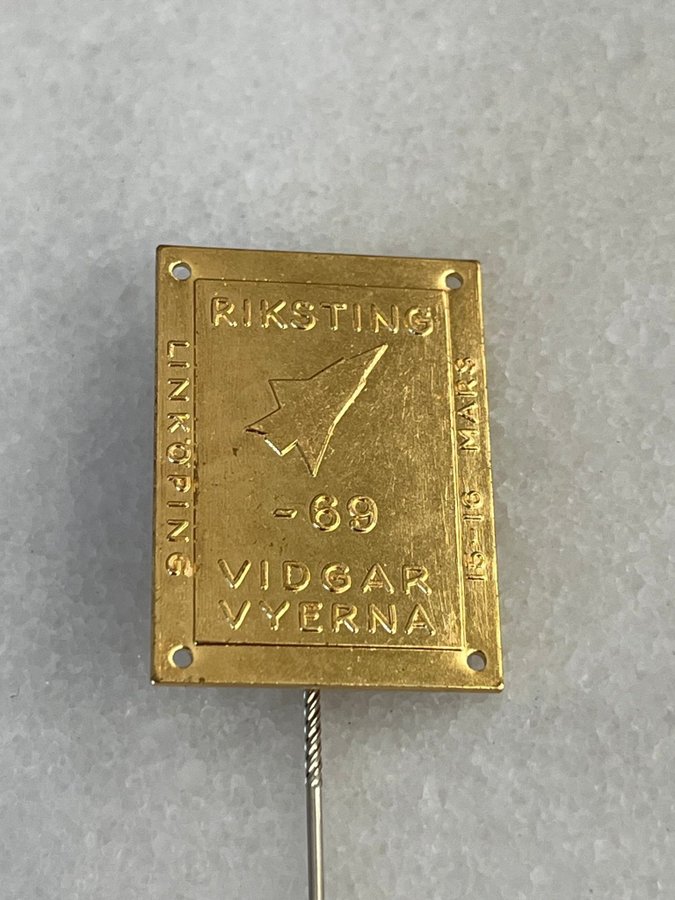 RIKSTING
-69
VIDGAR
VYERNA
LINKÖPING
15-16 MARS